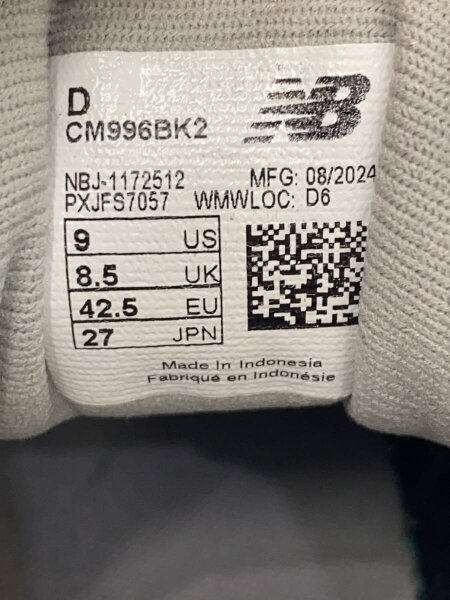 D
CM996BK2
NB
NBJ-1172512 MFG: 08/2024
PXJFS7057 WMWLOC: D6
9 US
8.5 UK
42.5 EU
27 JPN
Made In Indonesia
Fabriqué en Indonésie